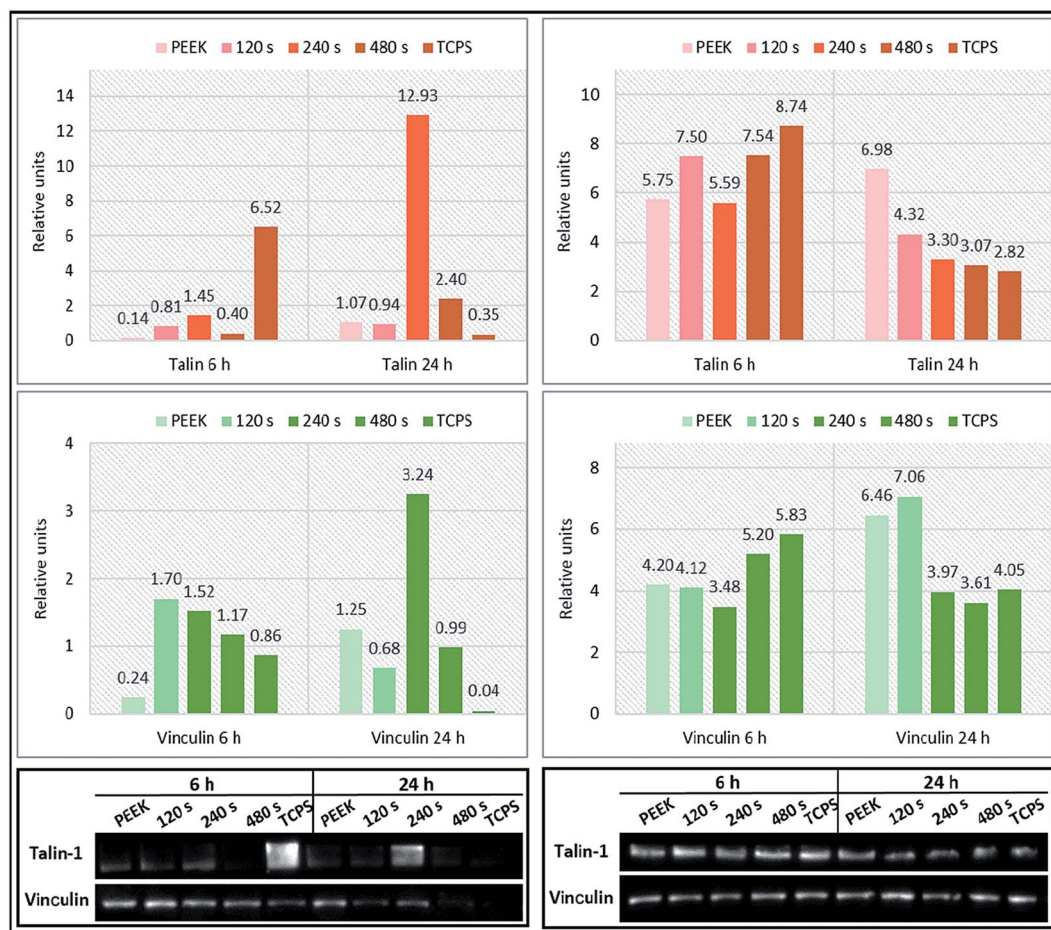 PEEK 120 s 240 s 480 s TCPS
Relative units
14
12
10
8
6
4
2
0
0.14 0.81 1.45 0.40 6.52
1.07 0.94 12.93 2.40 0.35
Talin 6 h Talin 24 h
PEEK 120 s 240 s 480 s TCPS
Relative units
10
8
6
4
2
0
5.75 7.50 5.59 7.54 8.74
6.98 4.32 3.30 3.07 2.82
Talin 6 h Talin 24 h
PEEK 120 s 240 s 480 s TCPS
Relative units
4
3
2
1
0
0.24 1.70 1.52 1.17 0.86
1.25 0.68 3.24 0.99 0.04
Vinculin 6 h Vinculin 24 h
PEEK 120 s 240 s 480 s TCPS
Relative units
8
6
4
2
0
4.20 4.12 3.48 5.20 5.83
6.46 7.06 3.97 3.61 4.05
Vinculin 6 h Vinculin 24 h
6 h 24 h
PEEK 120 s 240 s 480 s TCPS PEEK 120 s 240 s 480 s TCPS
Talin-1
Vinculin
6 h 24 h
PEEK 120 s 240 s 480 s TCPS PEEK 120 s 240 s 480 s TCPS
Talin-1
Vinculin